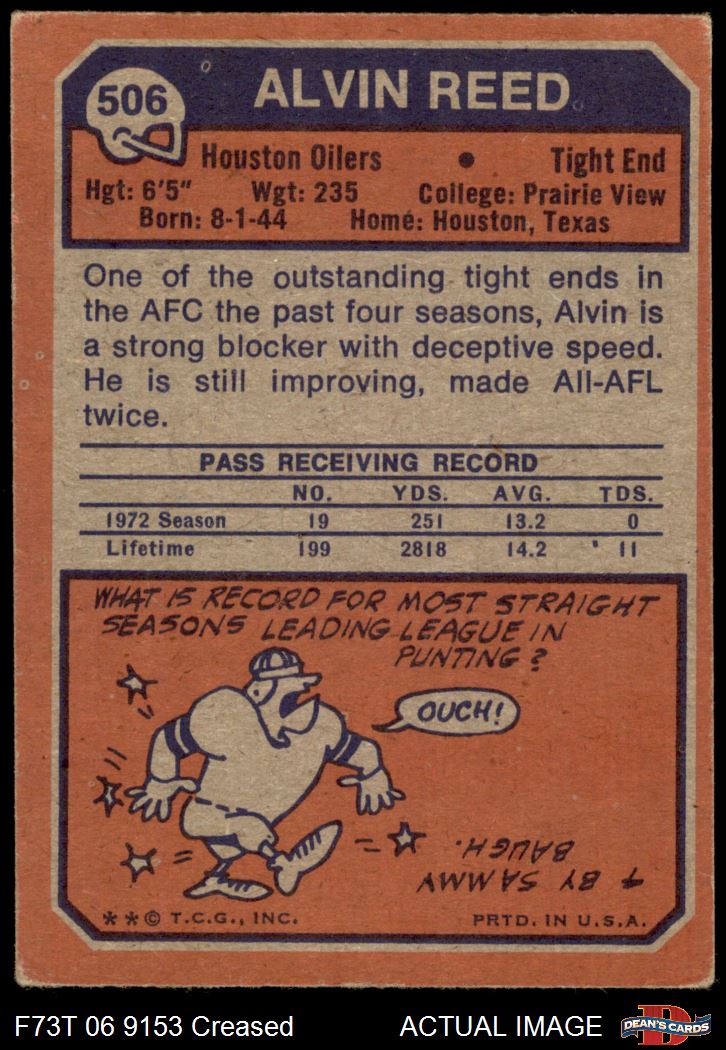 506
ALVIN REED
Houston Oilers • Tight End
Hgt: 6'5" Wgt: 235 College: Prairie View
Born: 8-1-44 Home: Houston, Texas
One of the outstanding tight ends in
the AFC the past four seasons, Alvin is
a strong blocker with deceptive speed.
He is still improving, made All-AFL
twice.
PASS RECEIVING RECORD
NO. YDS. AVG. TDS.
1972 Season 19 251 13.2 0
Lifetime 199 2818 14.2 11
WHAT IS RECORD FOR MOST STRAIGHT
SEASONS LEADING LEAGUE IN
PUNTING?
OUCH!
4 BY SAMMY
BAUGH.
**© T.C.G., INC. PRTD. IN U.S.A.
F73T 06 9153 Creased ACTUAL IMAGE
D
DEAN'S CARDS